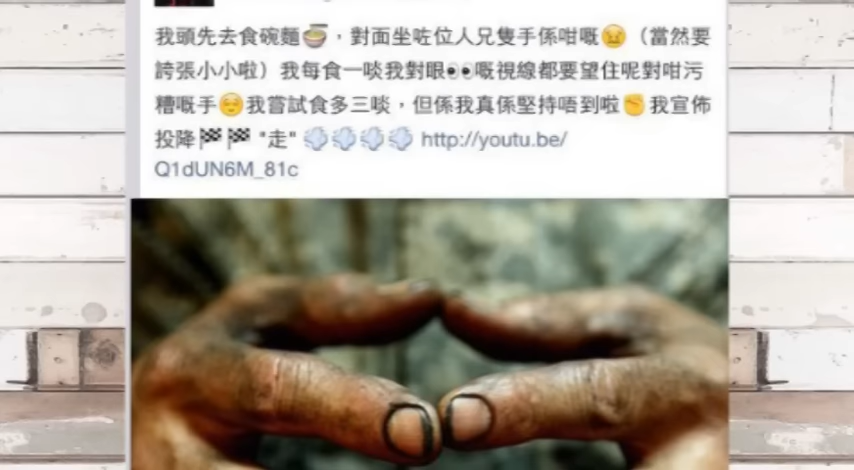 我頭先去食碗麵🍜，對面坐咗位人兄隻手係咁嘅😣（當然要
誇張小小啦）我每食一啖我對眼👀嘅視線都要望住呢對咁污
糟嘅手😌我嘗試食多三啖，但係我真係堅持唔到啦✊我宣佈
投降🏁🏁 "走" 💨💨💨💨 http://youtu.be/
Q1dUN6M_81c